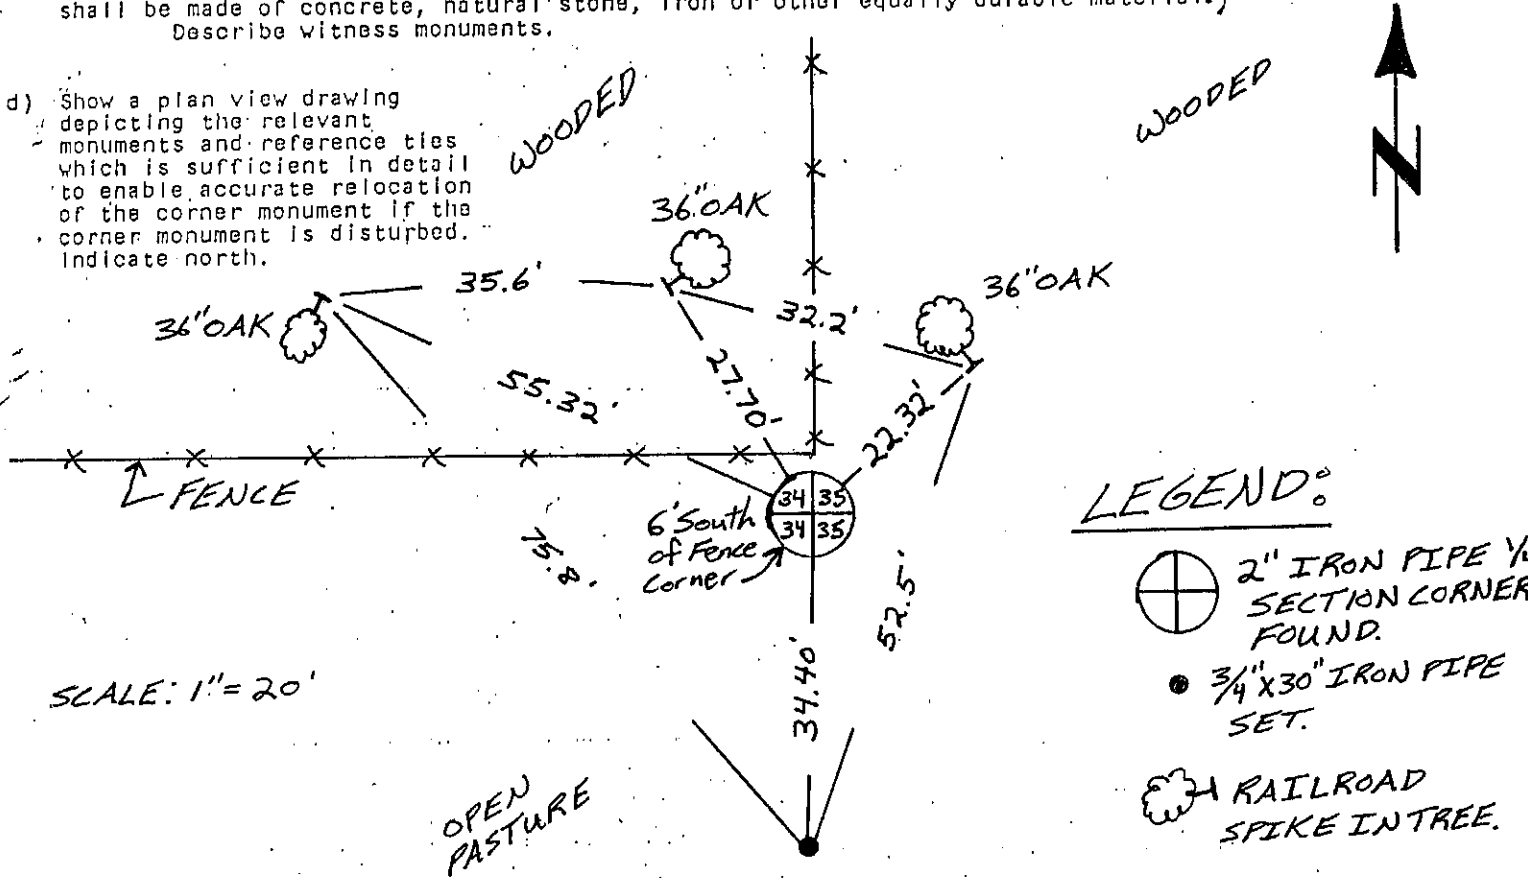 shall be made of concrete, natural stone, iron or other equally durable material.)
Describe witness monuments.
d) Show a plan view drawing
depicting the relevant
monuments and reference ties
which is sufficient in detail
to enable accurate relocation
of the corner monument if the
corner monument is disturbed.
Indicate north.
WOODED
WOODED
N
36" OAK
36" OAK
36" OAK
35.6'
32.2'
27.70'
55.32'
22.32'
FENCE
34 35
34 35
6' South
of Fence
Corner
75.8'
52.5'
34.40'
SCALE: 1" = 20'
OPEN
PASTURE
LEGEND:
2" IRON PIPE
SECTION CORNER
FOUND.
3/4" X 30" IRON PIPE
SET.
RAILROAD
SPIKE IN TREE.